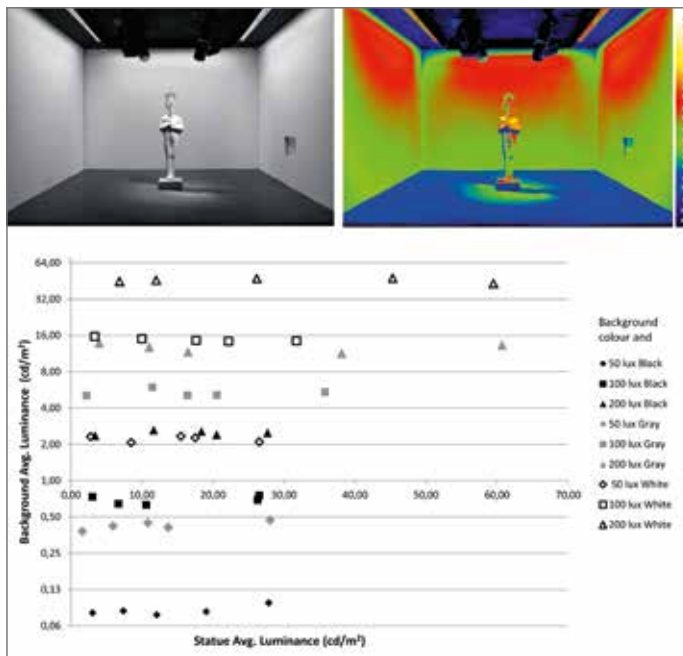 64,00
32,00
16,00
8,00
4,00
2,00
1,00
0,50
0,25
0,13
0,06
0,00 10,00 20,00 30,00 40,00 50,00 60,00 70,00
Background Avg. Luminance (cd/m²)
Statue Avg. Luminance (cd/m²)
Background
colour and
50 lux Black
100 lux Black
200 lux Black
50 lux Gray
100 lux Gray
200 lux Gray
50 lux White
100 lux White
200 lux White